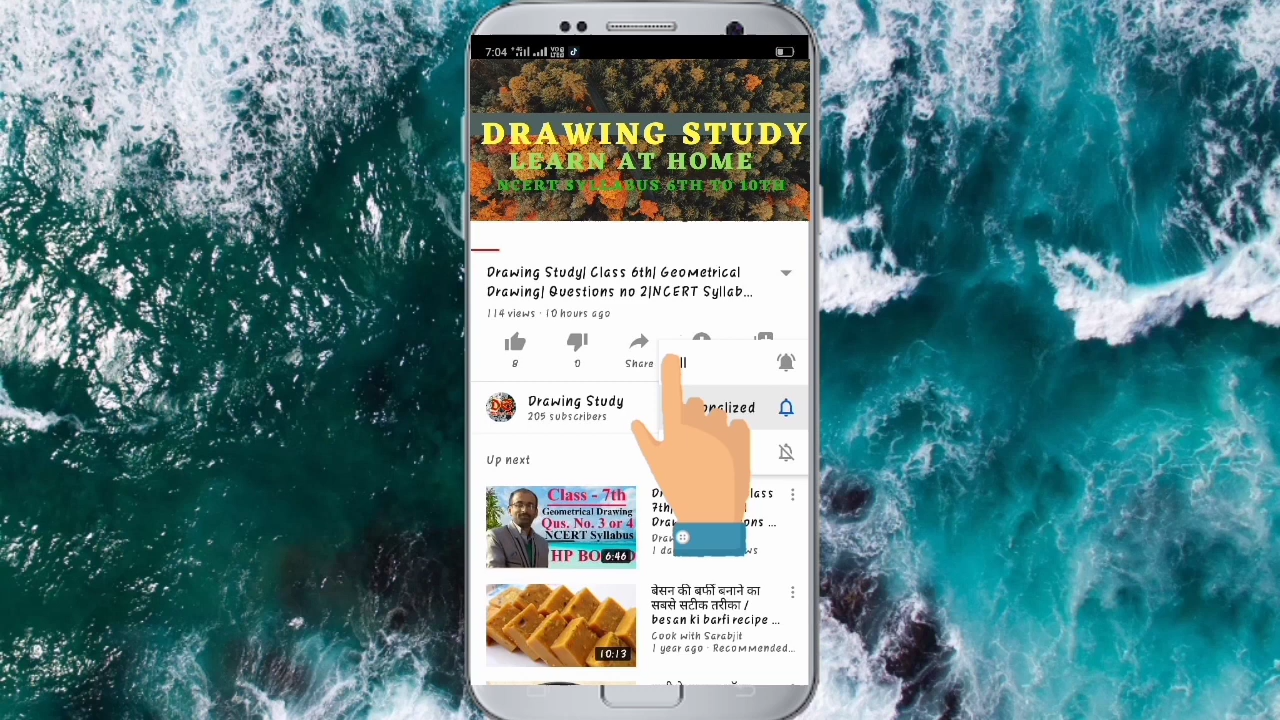 7:04
DRAWING STUDY
LEARN AT HOME
NCERT SYLLABUS 6TH TO 10TH
Drawing Study| Class 6th| Geometrical
Drawing| Questions no 2|NCERT Syllab...
114 views · 10 hours ago
8
0
Share
Drawing Study
205 subscribers
Up next
Class - 7th
Geometrical Drawing
Qus. No. 3 or 4
NCERT Syllabus
HP BO
6:46
बेसन की बर्फी बनाने का
सबसे सटीक तरीका /
besan ki barfi recipe ...
Cook with Sarabjit
1 year ago · Recommended...
10:13